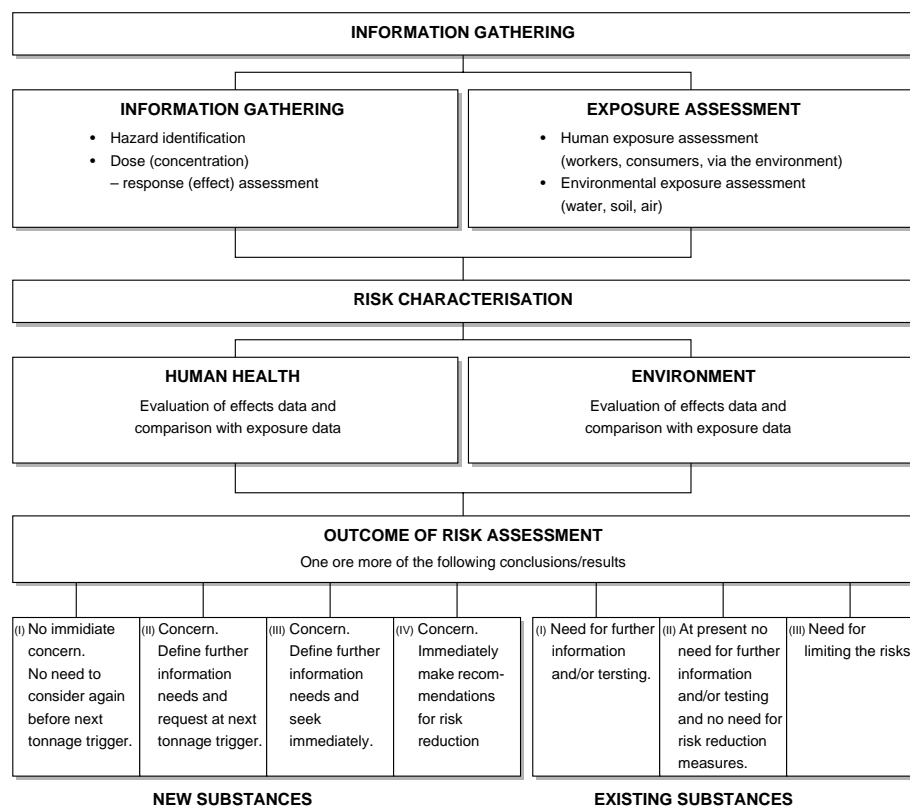 INFORMATION GATHERING
INFORMATION GATHERING
• Hazard identification
• Dose (concentration)
– response (effect) assessment
EXPOSURE ASSESSMENT
• Human exposure assessment
(workers, consumers, via the environment)
• Environmental exposure assessment
(water, soil, air)
RISK CHARACTERISATION
HUMAN HEALTH
Evaluation of effects data and
comparison with exposure data
ENVIRONMENT
Evaluation of effects data and
comparison with exposure data
OUTCOME OF RISK ASSESSMENT
One ore more of the following conclusions/results
(I) No immidiate
concern.
No need to
consider again
before next
tonnage trigger.
(II) Concern.
Define further
information
needs and
request at next
tonnage trigger.
(III) Concern.
Define further
information
needs and
seek
immediately.
(IV) Concern.
Immediately
make recom-
mendations
for risk
reduction
(I) Need for further
information
and/or tersting.
(II) At present no
need for further
information
and/or testing
and no need for
risk reduction
measures.
(III) Need for
limiting the risks
NEW SUBSTANCES
EXISTING SUBSTANCES